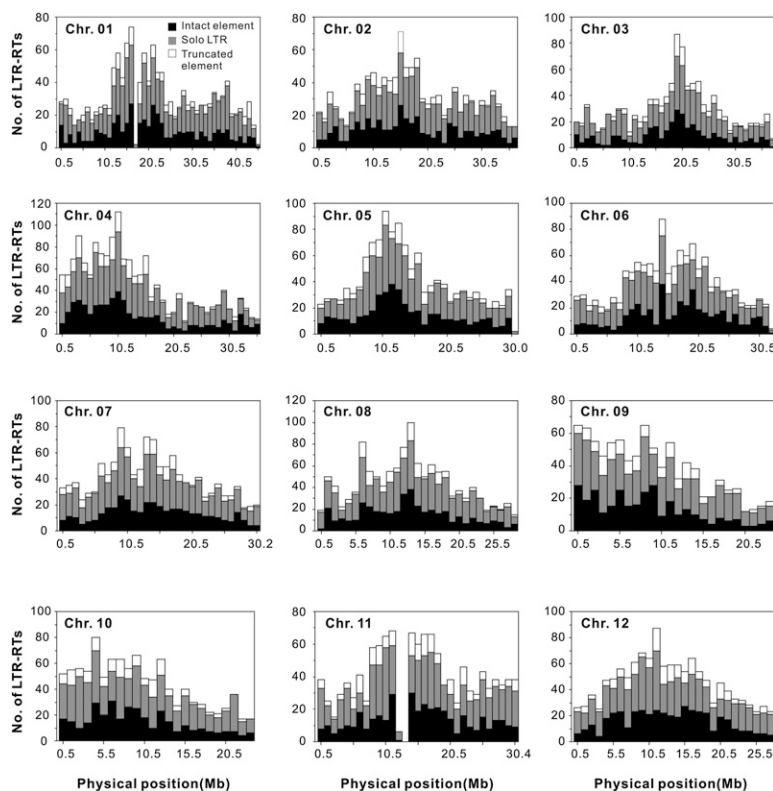 Chr. 01
Intact element
Solo LTR
Truncated element
Chr. 02
Chr. 03
No. of LTR-RTs
80
60
40
20
0
0.5 10.5 20.5 30.5 40.5
80
60
40
20
0
0.5 10.5 20.5 30.5
100
80
60
40
20
0
0.5 10.5 20.5 30.5
Chr. 04
Chr. 05
Chr. 06
No. of LTR-RTs
120
100
80
60
40
20
0
0.5 10.5 20.5 30.5
100
80
60
40
20
0
0.5 10.5 20.5 30.0
100
80
60
40
20
0
0.5 10.5 20.5 30.5
Chr. 07
Chr. 08
Chr. 09
No. of LTR-RTs
100
80
60
40
20
0
0.5 10.5 20.5 30.2
120
100
80
60
40
20
0
0.5 5.5 10.5 15.5 20.5 25.5
80
60
40
20
0
0.5 5.5 10.5 15.5 20.5
Chr. 10
Chr. 11
Chr. 12
No. of LTR-RTs
100
80
60
40
20
0
0.5 5.5 10.5 15.5 20.5
80
60
40
20
0
0.5 10.5 20.5 30.4
100
80
60
40
20
0
0.5 5.5 10.5 15.5 20.5 25.5
Physical position(Mb)
Physical position(Mb)
Physical position(Mb)